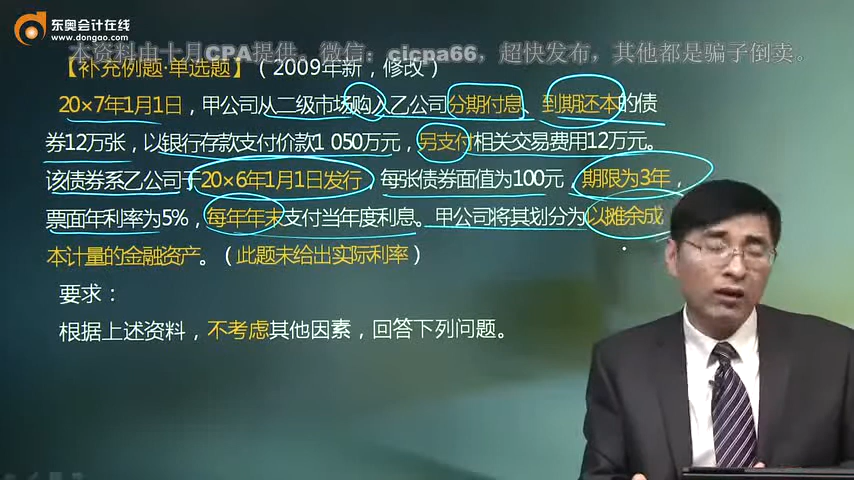 东奥会计在线
www.dongao.com
本资料由十月CPA提供，微信：cicpa66，超快发布，其他都是骗子倒卖。
【补充例题·单选题】（2009年新，修改）
20×7年1月1日，甲公司从二级市场购入乙公司分期付息、到期还本的债
券12万张，以银行存款支付价款1 050万元，另支付相关交易费用12万元。
该债券系乙公司于20×6年1月1日发行，每张债券面值为100元，期限为3年，
票面年利率为5%，每年年末支付当年度利息。甲公司将其划分为以摊余成
本计量的金融资产。（此题未给出实际利率）
要求：
根据上述资料，不考虑其他因素，回答下列问题。